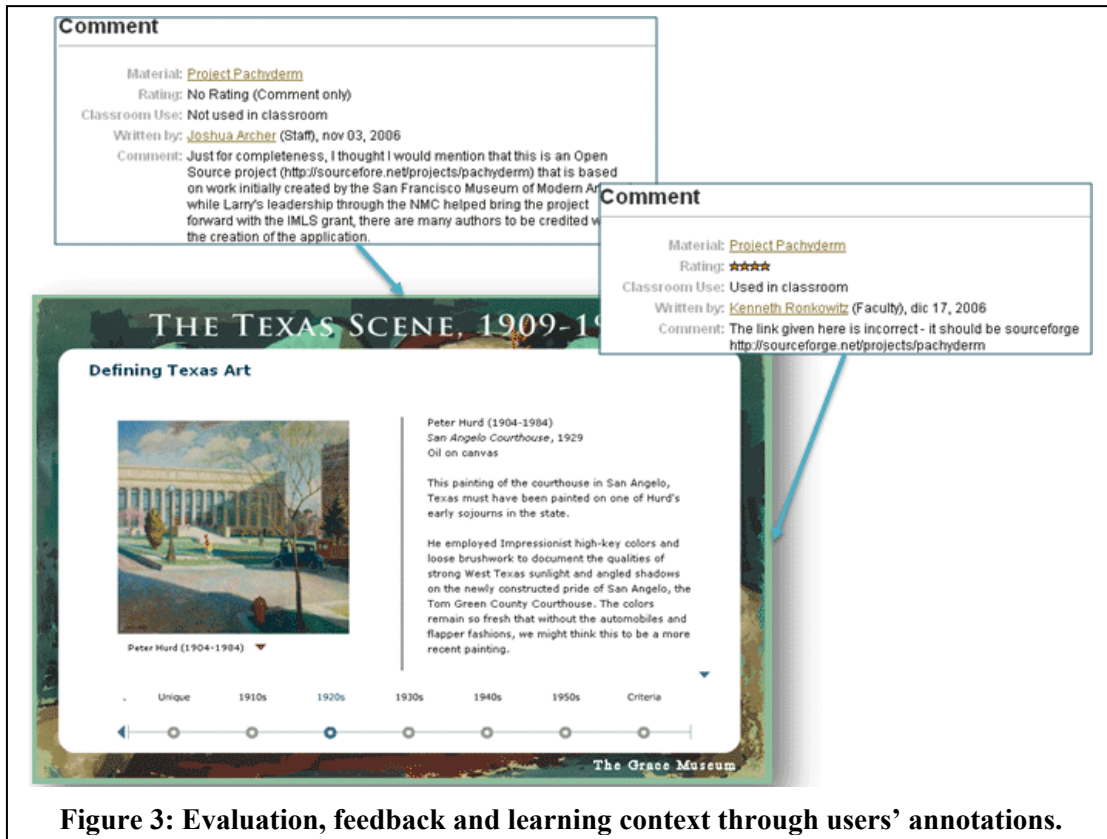 Comment
Material: Project Pachyderm
Rating: No Rating (Comment only)
Classroom Use: Not used in classroom
Written by: Joshua Archer (Staff), nov 03, 2006
Comment: Just for completeness, I thought I would mention that this is an Open
Source project (http://sourcefore.net/projects/pachyderm) that is based
on work initially created by the San Francisco Museum of Modern
while Larry's leadership through the NMC helped bring the project
forward with the IMLS grant, there are many authors to be credited
the creation of the application.
Comment
Material: Project Pachyderm
Rating:
Classroom Use: Used in classroom
Written by: Kenneth Ronkowitz (Faculty), dic 17, 2006
Comment: The link given here is incorrect - it should be sourceforge
http://sourceforge.net/projects/pachyderm
THE TEXAS SCENE, 1909-1
Defining Texas Art
Peter Hurd (1904-1984)
San Angelo Courthouse, 1929
Oil on canvas
This painting of the courthouse in San Angelo,
Texas must have been painted on one of Hurd's
early sojourns in the state.
He employed Impressionist high-key colors and
loose brushwork to document the qualities of
strong West Texas sunlight and angled shadows
on the newly constructed pride of San Angelo, the
Tom Green County Courthouse. The colors
remain so fresh that without the automobiles and
flapper fashions, we might think this to be a more
recent painting.
Peter Hurd (1904-1984)
Unique 1910s 1920s 1930s 1940s 1950s Criteria
The Grace Museum
Figure 3: Evaluation, feedback and learning context through users' annotations.